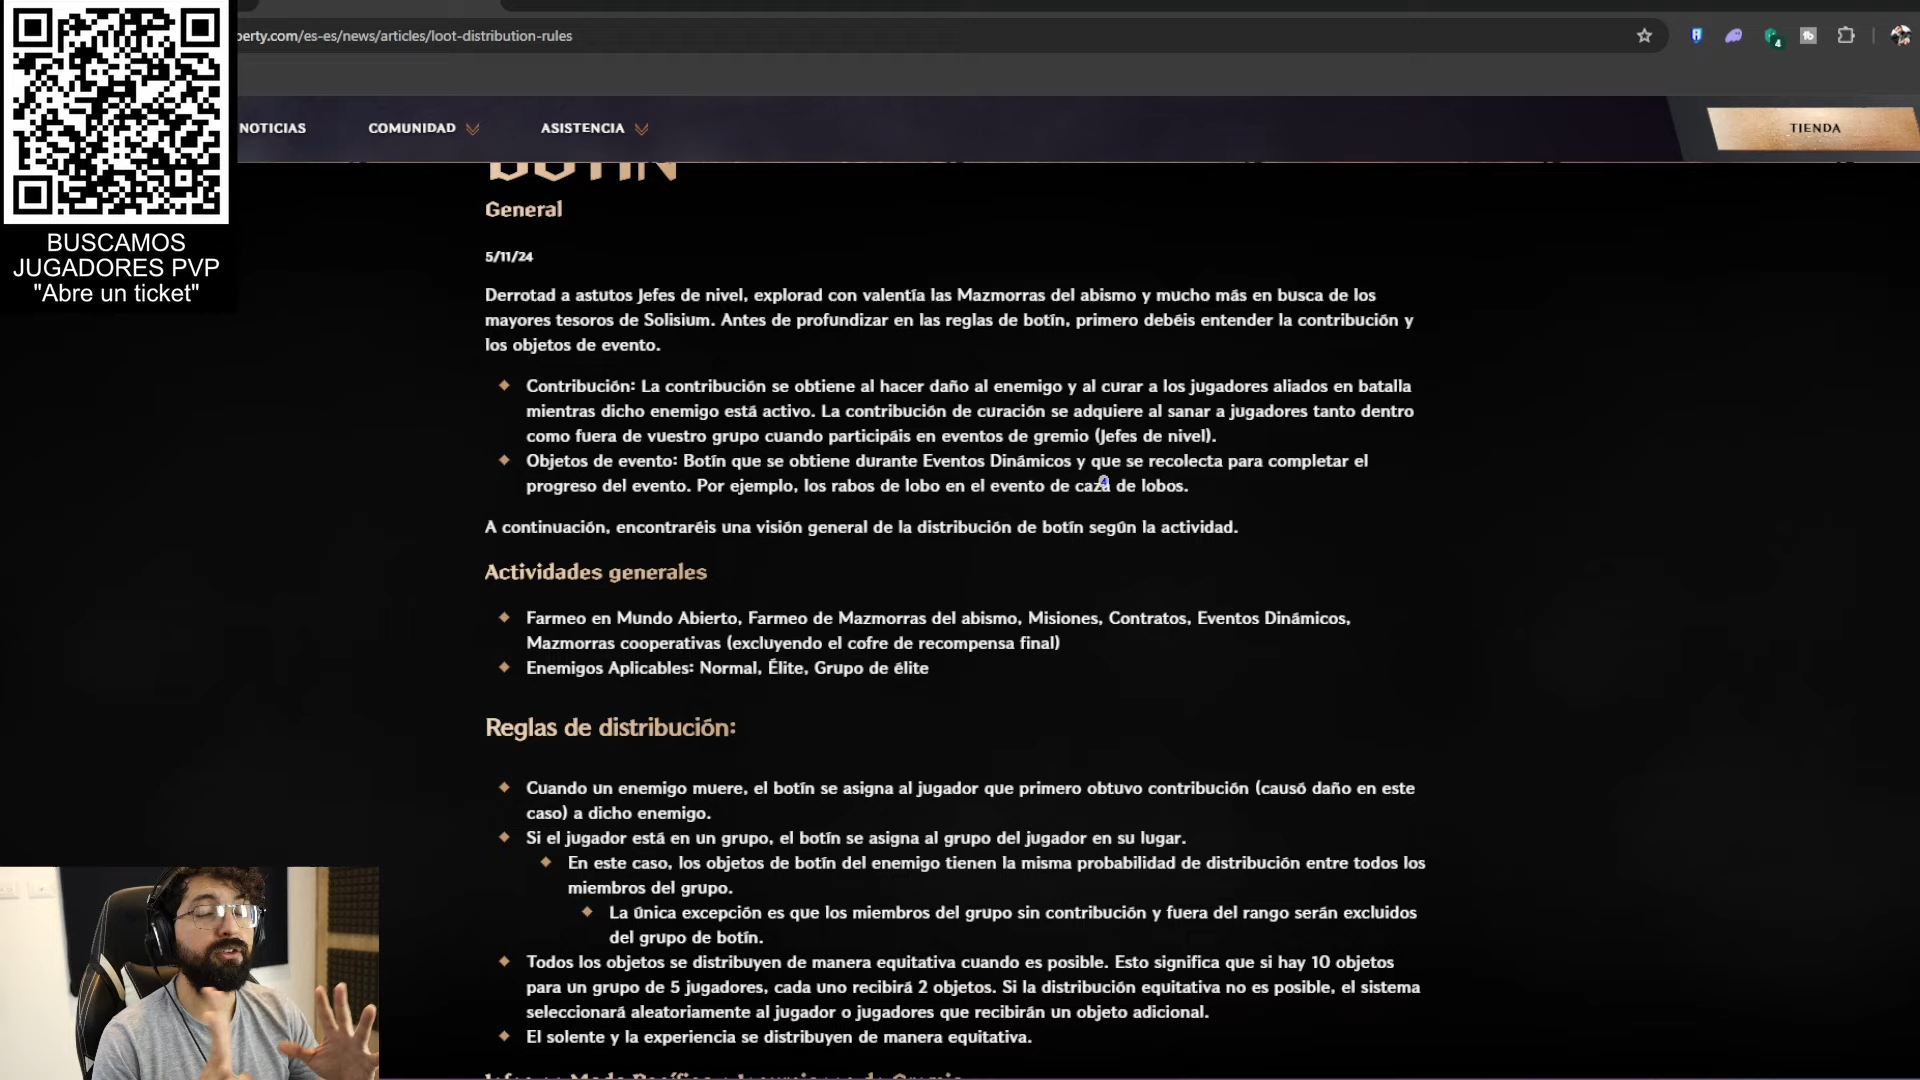 berty.com/es-es/news/articles/loot-distribution-rules
4
NOTICIAS
COMUNIDAD
ASISTENCIA
TIENDA
BUSCAMOS
JUGADORES PVP
"Abre un ticket"
BOTÍN
General
5/11/24
Derrotad a astutos Jefes de nivel, explorad con valentía las Mazmorras del abismo y mucho más en busca de los
mayores tesoros de Solisium. Antes de profundizar en las reglas de botín, primero debéis entender la contribución y
los objetos de evento.
Contribución: La contribución se obtiene al hacer daño al enemigo y al curar a los jugadores aliados en batalla
mientras dicho enemigo está activo. La contribución de curación se adquiere al sanar a jugadores tanto dentro
como fuera de vuestro grupo cuando participáis en eventos de gremio (Jefes de nivel).
Objetos de evento: Botín que se obtiene durante Eventos Dinámicos y que se recolecta para completar el
progreso del evento. Por ejemplo, los rabos de lobo en el evento de caza de lobos.
A continuación, encontraréis una visión general de la distribución de botín según la actividad.
Actividades generales
Farmeo en Mundo Abierto, Farmeo de Mazmorras del abismo, Misiones, Contratos, Eventos Dinámicos,
Mazmorras cooperativas (excluyendo el cofre de recompensa final)
Enemigos Aplicables: Normal, Élite, Grupo de élite
Reglas de distribución:
Cuando un enemigo muere, el botín se asigna al jugador que primero obtuvo contribución (causó daño en este
caso) a dicho enemigo.
Si el jugador está en un grupo, el botín se asigna al grupo del jugador en su lugar.
En este caso, los objetos de botín del enemigo tienen la misma probabilidad de distribución entre todos los
miembros del grupo.
La única excepción es que los miembros del grupo sin contribución y fuera del rango serán excluidos
del grupo de botín.
Todos los objetos se distribuyen de manera equitativa cuando es posible. Esto significa que si hay 10 objetos
para un grupo de 5 jugadores, cada uno recibirá 2 objetos. Si la distribución equitativa no es posible, el sistema
seleccionará aleatoriamente al jugador o jugadores que recibirán un objeto adicional.
El solente y la experiencia se distribuyen de manera equitativa.